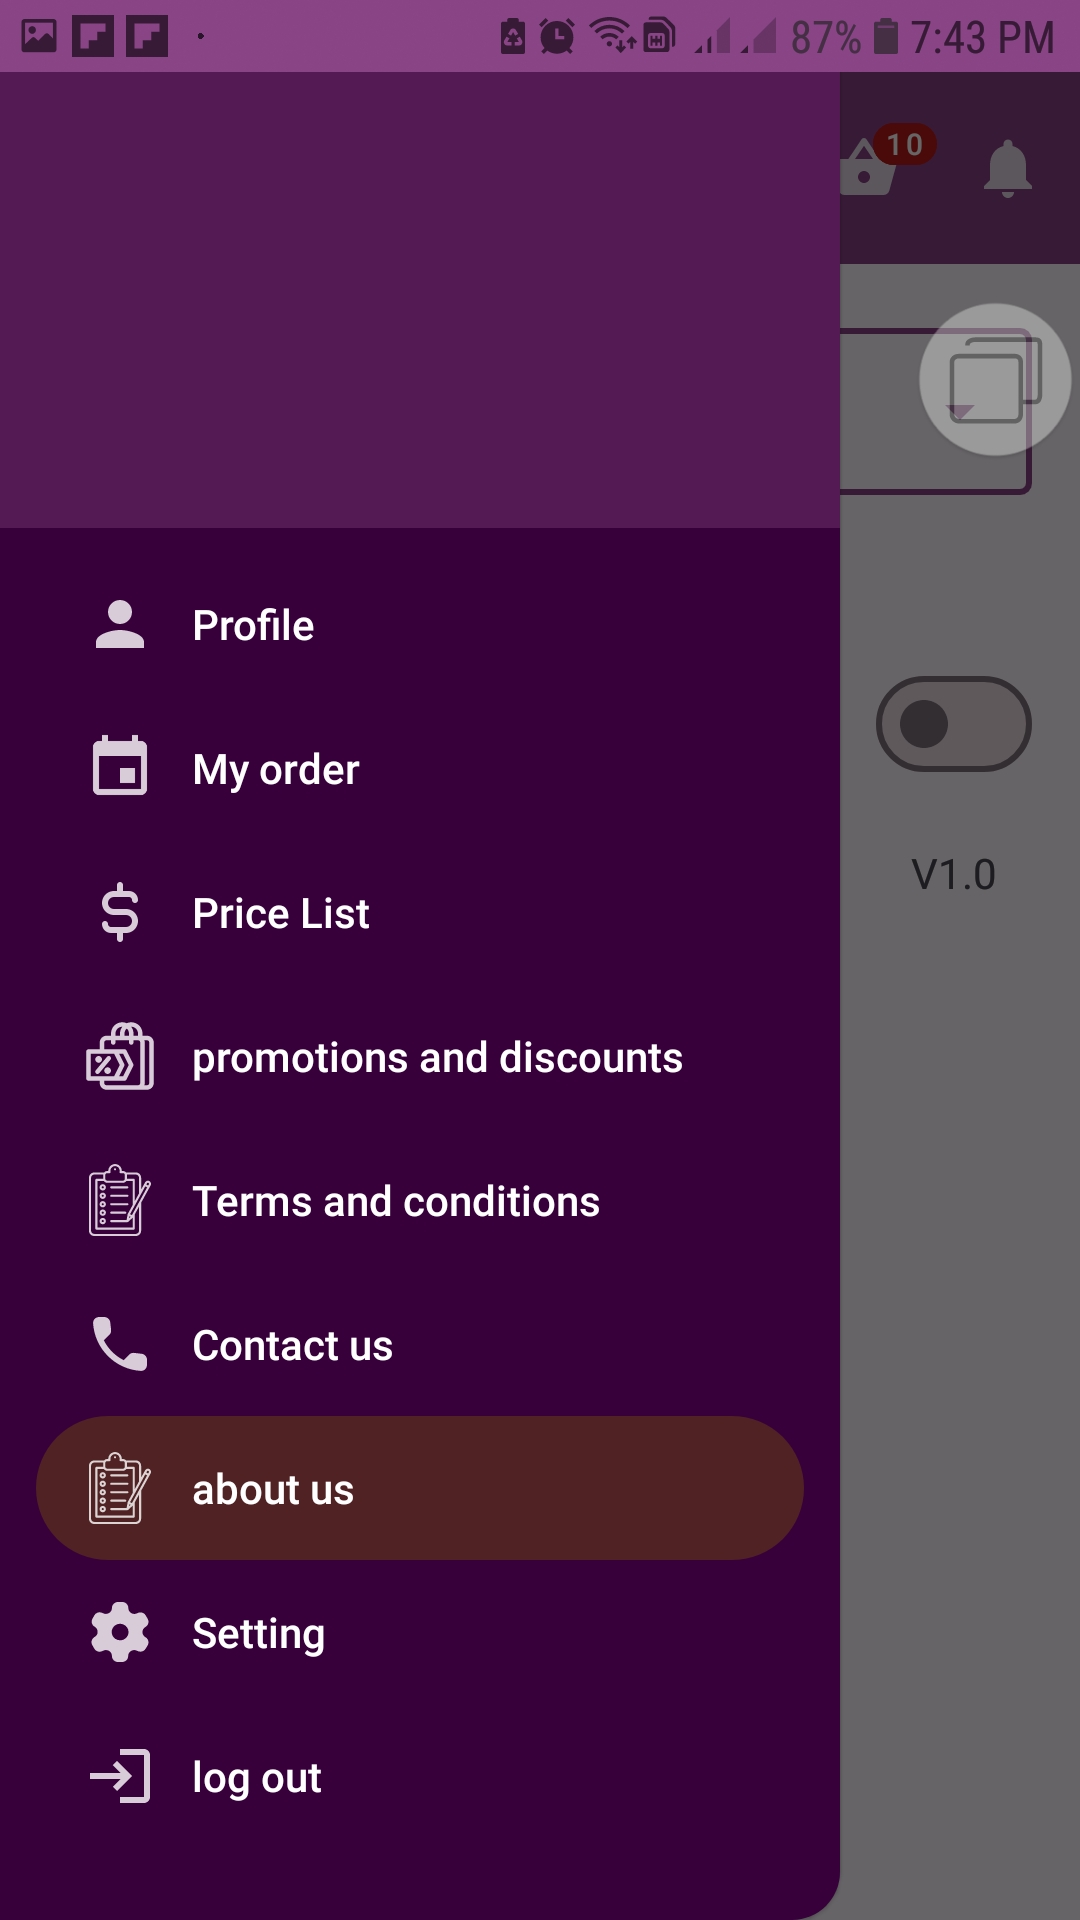 87% 7:43 PM
10
Profile
My order
Price List
V1.0
promotions and discounts
Terms and conditions
Contact us
about us
Setting
log out